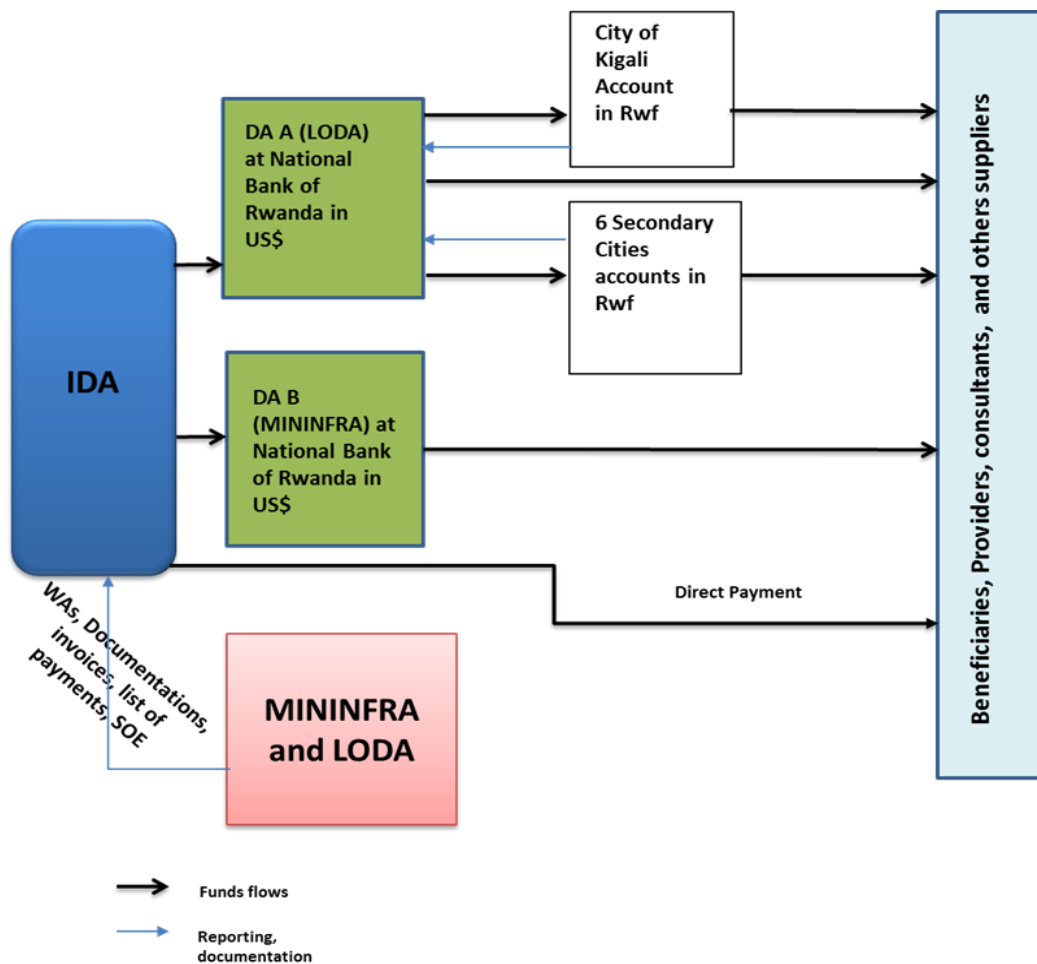 City of
Kigali
Account
in Rwf
DA A (LODA)
at National
Bank of
Rwanda in
US$
6 Secondary
Cities
accounts in
Rwf
IDA
DA B
(MININFRA) at
National Bank
of Rwanda in
US$
Beneficiaries, Providers, consultants, and others suppliers
Direct Payment
WAs, Documentations,
invoices, list of
payments, SOE
MININFRA
and LODA
Funds flows
Reporting,
documentation